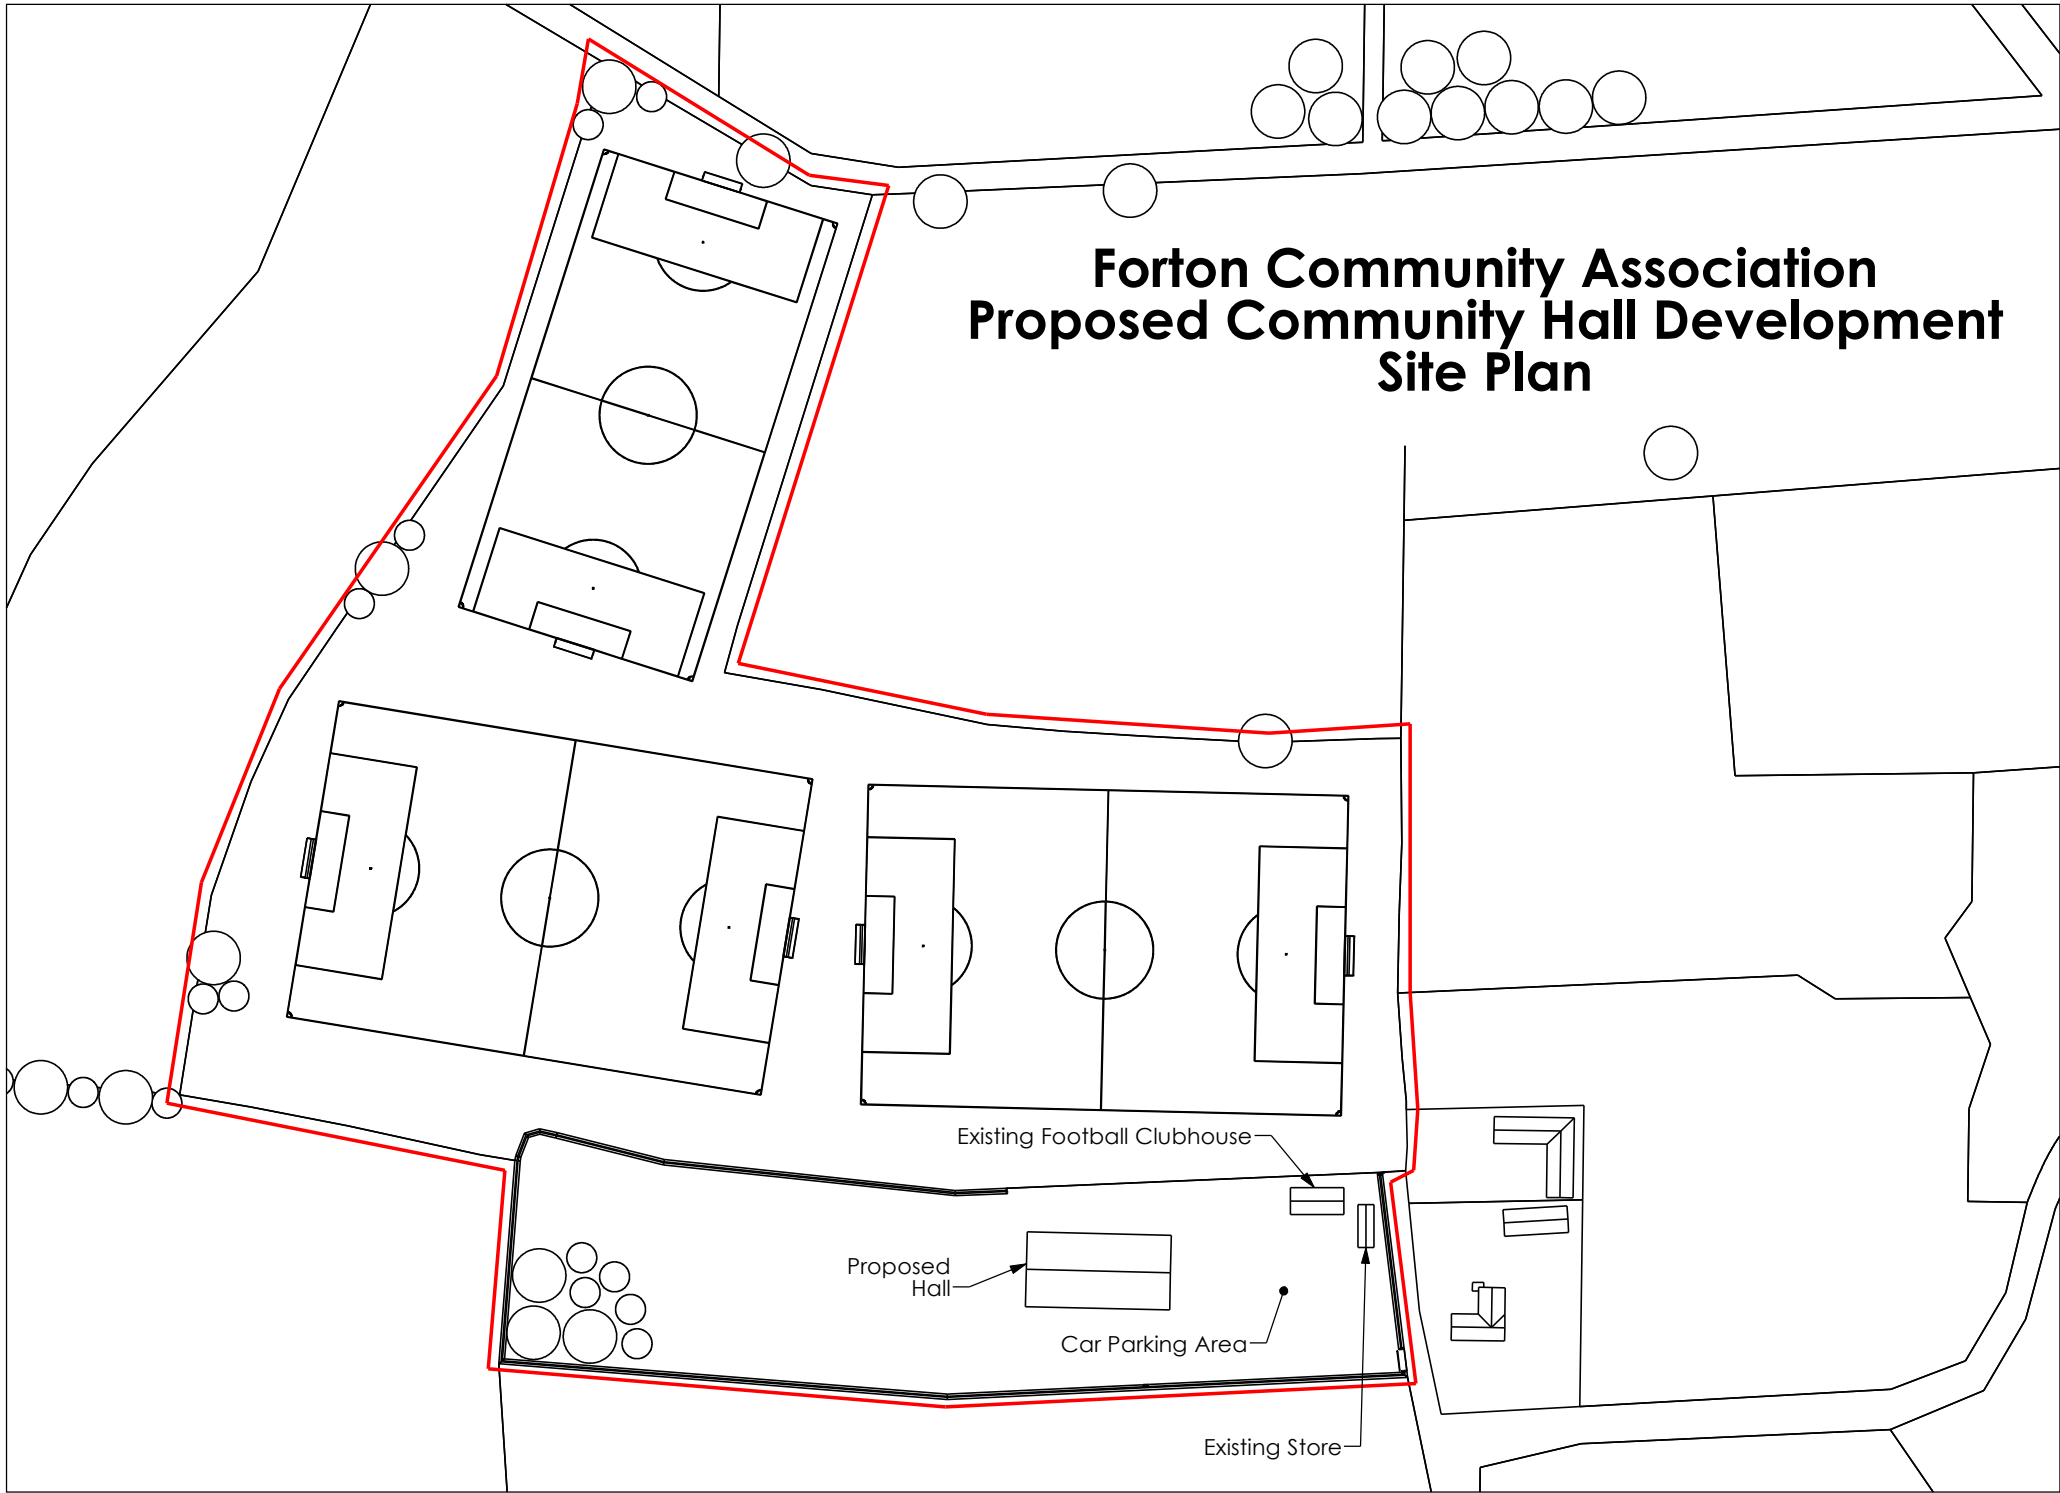 Forton Community Association
Proposed Community Hall Development
Site Plan
Existing Football Clubhouse
Proposed
Hall
Car Parking Area
Existing Store